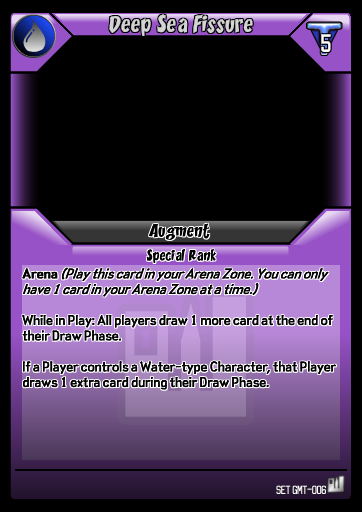 Deep Sea Fissure
5
Augment
Special Rank
Arena (Play this card in your Arena Zone. You can only
have 1 card in your Arena Zone at a time.)
While in Play: All players draw 1 more card at the end of
their Draw Phase.
If a Player controls a Water-type Character, that Player
draws 1 extra card during their Draw Phase.
SET GMT-006